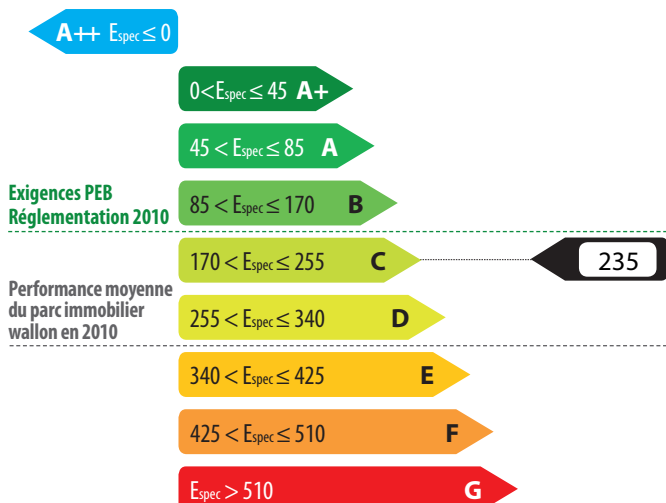 A++ Espec ≤ 0
0<Espec ≤ 45 A+
45 < Espec ≤ 85 A
Exigences PEB
Réglementation 2010
85 < Espec ≤ 170 B
170 < Espec ≤ 255 C
235
Performance moyenne
du parc immobilier
wallon en 2010
255 < Espec ≤ 340 D
340 < Espec ≤ 425 E
425 < Espec ≤ 510 F
Espec > 510 G